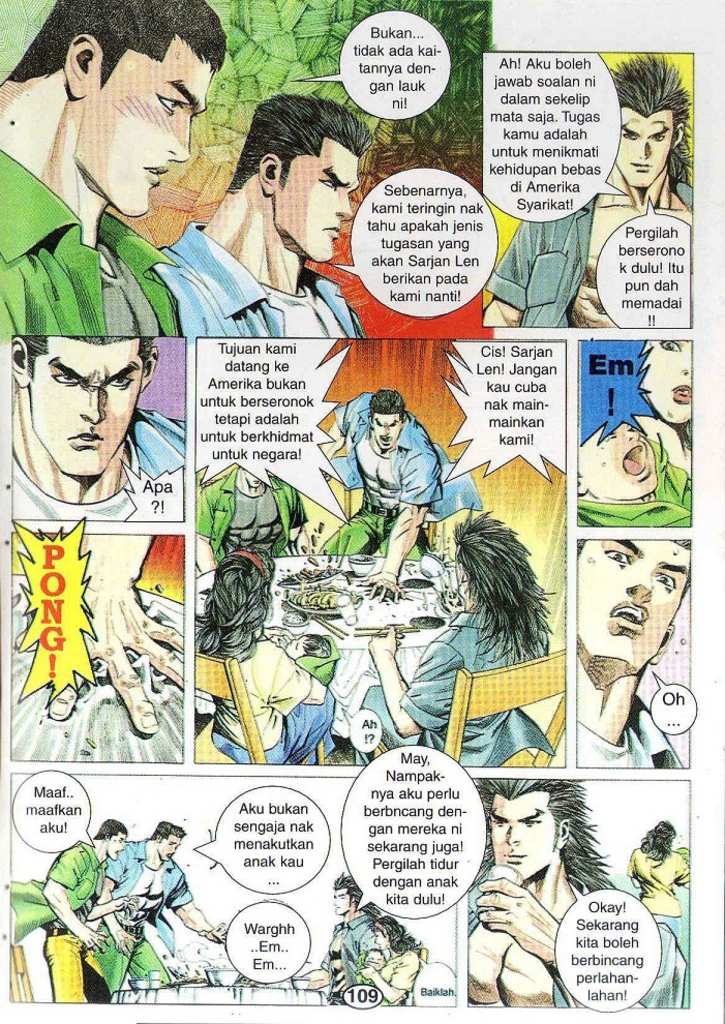 Bukan...
tidak ada kai-
tannya den-
gan lauk
ni!
Sebenarnya,
kami teringin nak
tahu apakah jenis
tugasan yang
akan Sarjan Len
berikan pada
kami nanti!
Ah! Aku boleh
jawab soalan ni
dalam sekelip
mata saja. Tugas
kamu adalah
untuk menikmati
kehidupan bebas
di Amerika
Syarikat!
Pergilah
berserono
k dulu! Itu
pun dah
memadai
!!
Apa
?!
PONG!
Tujuan kami
datang ke
Amerika bukan
untuk berseronok
tetapi adalah
untuk berkhidmat
untuk negara!
Cis! Sarjan
Len! Jangan
kau cuba
nak main-
mainkan
kami!
Ah
!?
Em
!
Oh
...
Maaf..
maafkan
aku!
Aku bukan
sengaja nak
menakutkan
anak kau
...
Warghh
..Em..
Em...
May,
Nampak-
nya aku perlu
berbncang den-
gan mereka ni
sekarang juga!
Pergilah tidur
dengan anak
kita dulu!
Baiklah.
Okay!
Sekarang
kita boleh
berbincang
perlahan-
lahan!
109